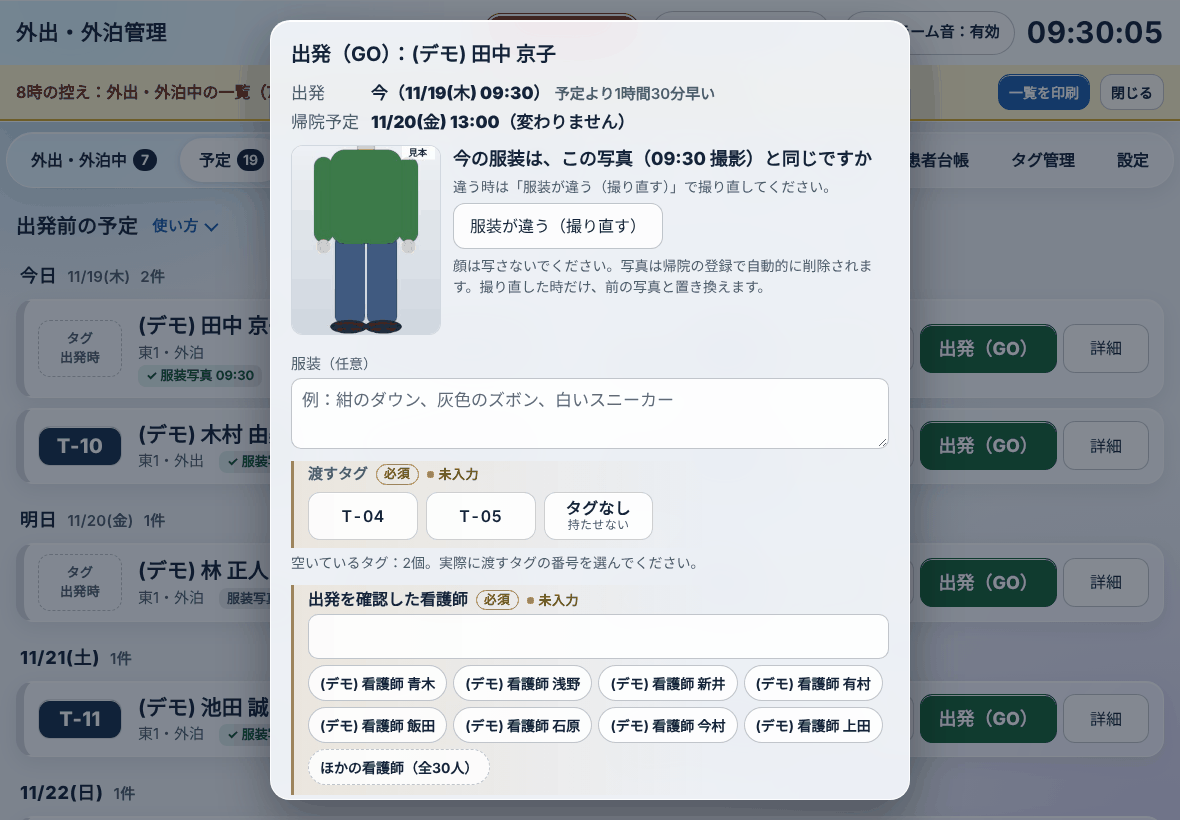 外出・外泊管理
ーム音：有効
09:30:05
8時の控え：外出・外泊中の一覧（7
一覧を印刷
閉じる
外出・外泊中 7
予定 19
患者台帳
タグ管理
設定
出発前の予定 使い方
今日 11/19(木) 2件
タグ
出発時
(デモ) 田中 京子
東1・外泊
✓ 服装写真 09:30
出発（GO）
詳細
T-10
(デモ) 木村 由
東1・外出 ✓ 服装
出発（GO）
詳細
明日 11/20(金) 1件
タグ
出発時
(デモ) 林 正人
東1・外泊 服装写
出発（GO）
詳細
11/21(土) 1件
T-11
(デモ) 池田 誠
東1・外泊 ✓ 服装
出発（GO）
詳細
11/22(日) 1件
出発（GO）：(デモ) 田中 京子
出発 今（11/19(木) 09:30） 予定より1時間30分早い
帰院予定 11/20(金) 13:00（変わりません）
見本
今の服装は、この写真（09:30 撮影）と同じですか
違う時は「服装が違う（撮り直す）」で撮り直してください。
服装が違う（撮り直す）
顔は写さないでください。写真は帰院の登録で自動的に削除されま
す。撮り直した時だけ、前の写真と置き換えます。
服装（任意）
例：紺のダウン、灰色のズボン、白いスニーカー
渡すタグ 必須 未入力
T-04
T-05
タグなし
持たせない
空いているタグ：2個。実際に渡すタグの番号を選んでください。
出発を確認した看護師 必須 未入力
(デモ) 看護師 青木
(デモ) 看護師 浅野
(デモ) 看護師 新井
(デモ) 看護師 有村
(デモ) 看護師 飯田
(デモ) 看護師 石原
(デモ) 看護師 今村
(デモ) 看護師 上田
ほかの看護師（全30人）